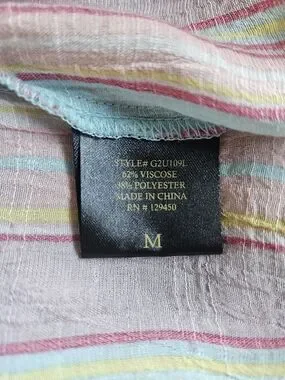 STYLE# G2U109L
62% VISCOSE
38% POLYESTER
MADE IN CHINA
RN # 129450
M